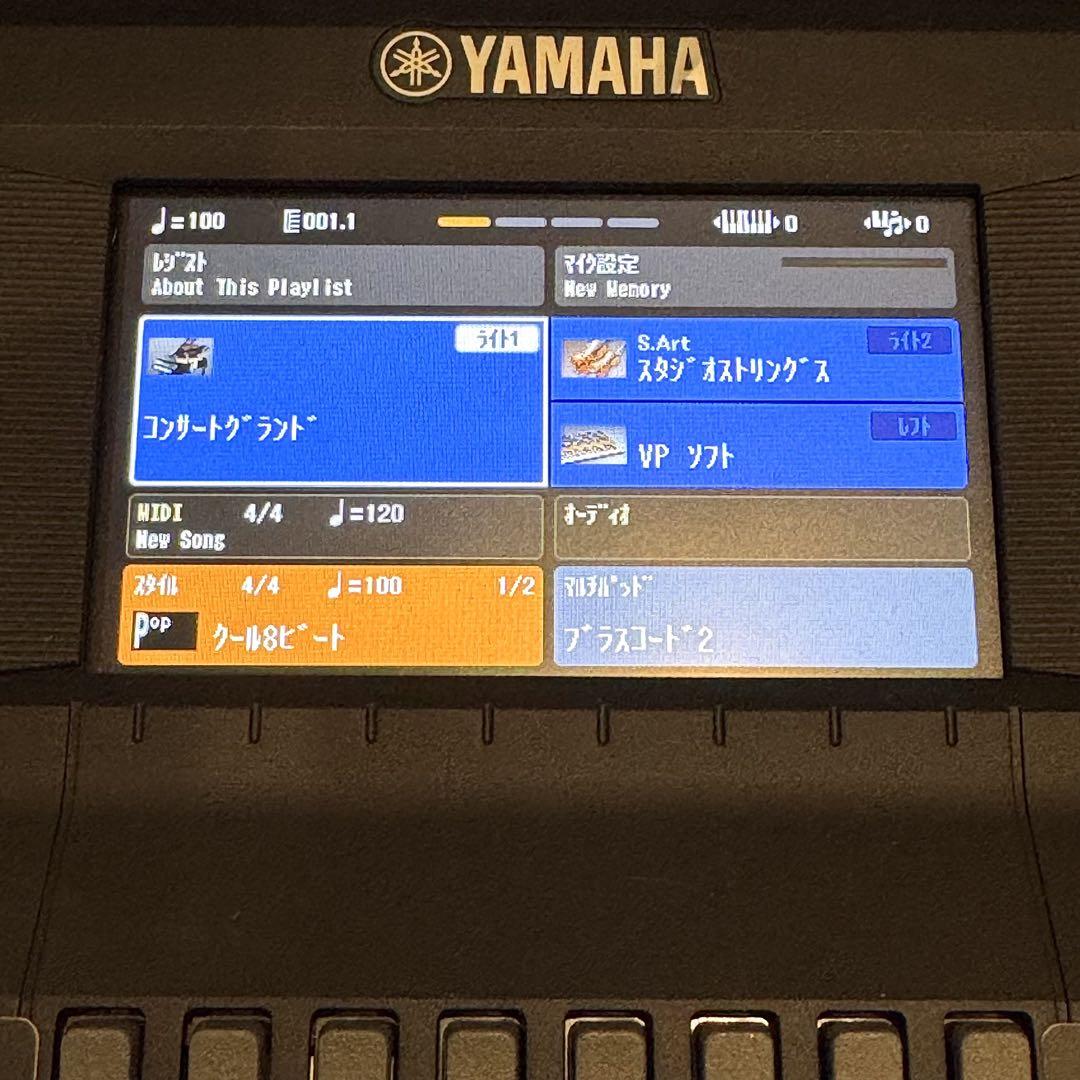 YAMAHA
♩=100 001.1 0 0
ﾚｼﾞｽﾄ
About This Playlist
ﾏｲｸ設定
New Memory
ﾗｲﾄ1
コンサートグランド
S.Art ﾗｲﾄ2
スタジオストリングス
ﾚﾌﾄ
VP ソフト
MIDI 4/4 ♩=120
New Song
ｵｰﾃﾞｨｵ
ｽﾀｲﾙ 4/4 ♩=100 1/2
Pop クール8ビート
ﾏﾙﾁﾊﾟｯﾄﾞ
ブラスコード2